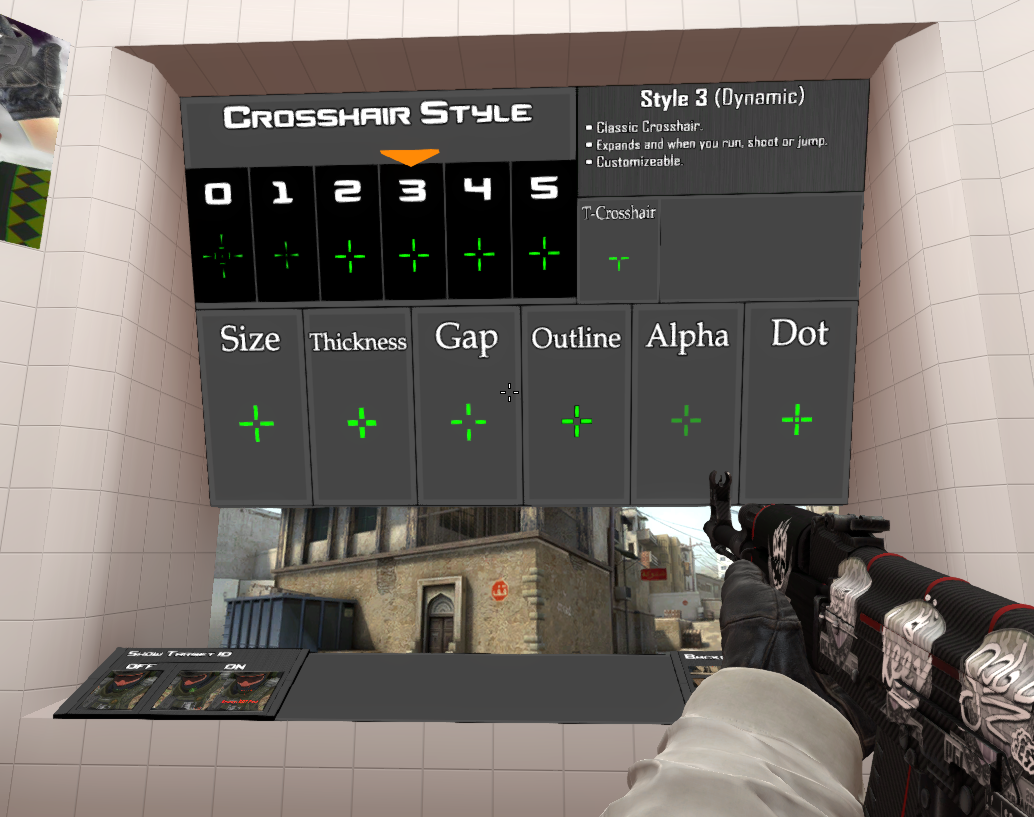 Crosshair Style
0 1 2 3 4 5
Style 3 (Dynamic)
Classic Crosshair.
Expands and when you run, shoot or jump.
Customizeable.
T-Crosshair
Size
Thickness
Gap
Outline
Alpha
Dot
Show Target ID
OFF ON